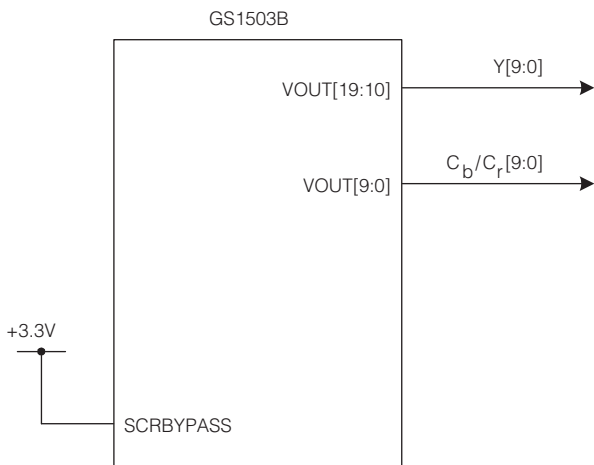 GS1503B
VOUT[19:10]
Y[9:0]
VOUT[9:0]
Cb/Cr[9:0]
+3.3V
SCRBYPASS